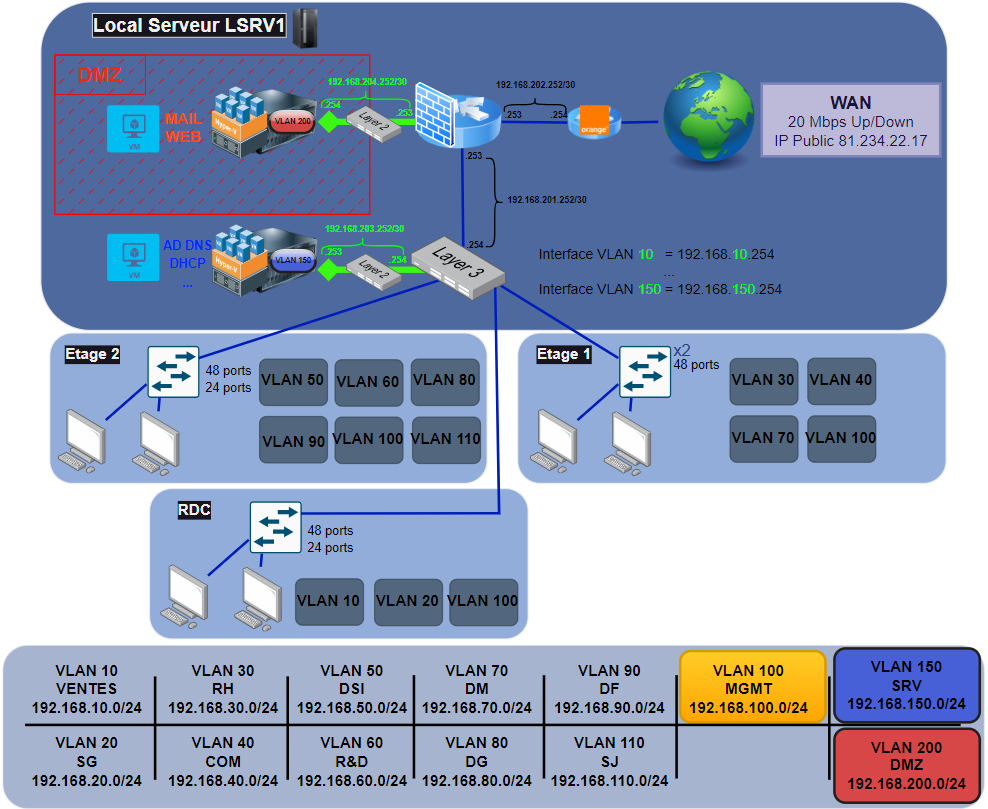 Local Serveur LSRV1
DMZ
VM
MAIL
WEB
Hyper-V
VLAN 200
192.168.204.252/30
.254
.253
Layer 2
192.168.202.252/30
.253
.254
orange
WAN
20 Mbps Up/Down
IP Public 81.234.22.17
.253
192.168.201.252/30
.254
VM
AD DNS
DHCP
...
Hyper-V
VLAN 150
192.168.203.252/30
.253
.254
Layer 2
Layer 3
Interface VLAN 10 = 192.168.10.254
...
Interface VLAN 150 = 192.168.150.254
Etage 2
48 ports
24 ports
VLAN 50
VLAN 60
VLAN 80
VLAN 90
VLAN 100
VLAN 110
Etage 1
x2
48 ports
VLAN 30
VLAN 40
VLAN 70
VLAN 100
RDC
48 ports
24 ports
VLAN 10
VLAN 20
VLAN 100
VLAN 10
VENTES
192.168.10.0/24
VLAN 30
RH
192.168.30.0/24
VLAN 50
DSI
192.168.50.0/24
VLAN 70
DM
192.168.70.0/24
VLAN 90
DF
192.168.90.0/24
VLAN 100
MGMT
192.168.100.0/24
VLAN 150
SRV
192.168.150.0/24
VLAN 20
SG
192.168.20.0/24
VLAN 40
COM
192.168.40.0/24
VLAN 60
R&D
192.168.60.0/24
VLAN 80
DG
192.168.80.0/24
VLAN 110
SJ
192.168.110.0/24
VLAN 200
DMZ
192.168.200.0/24